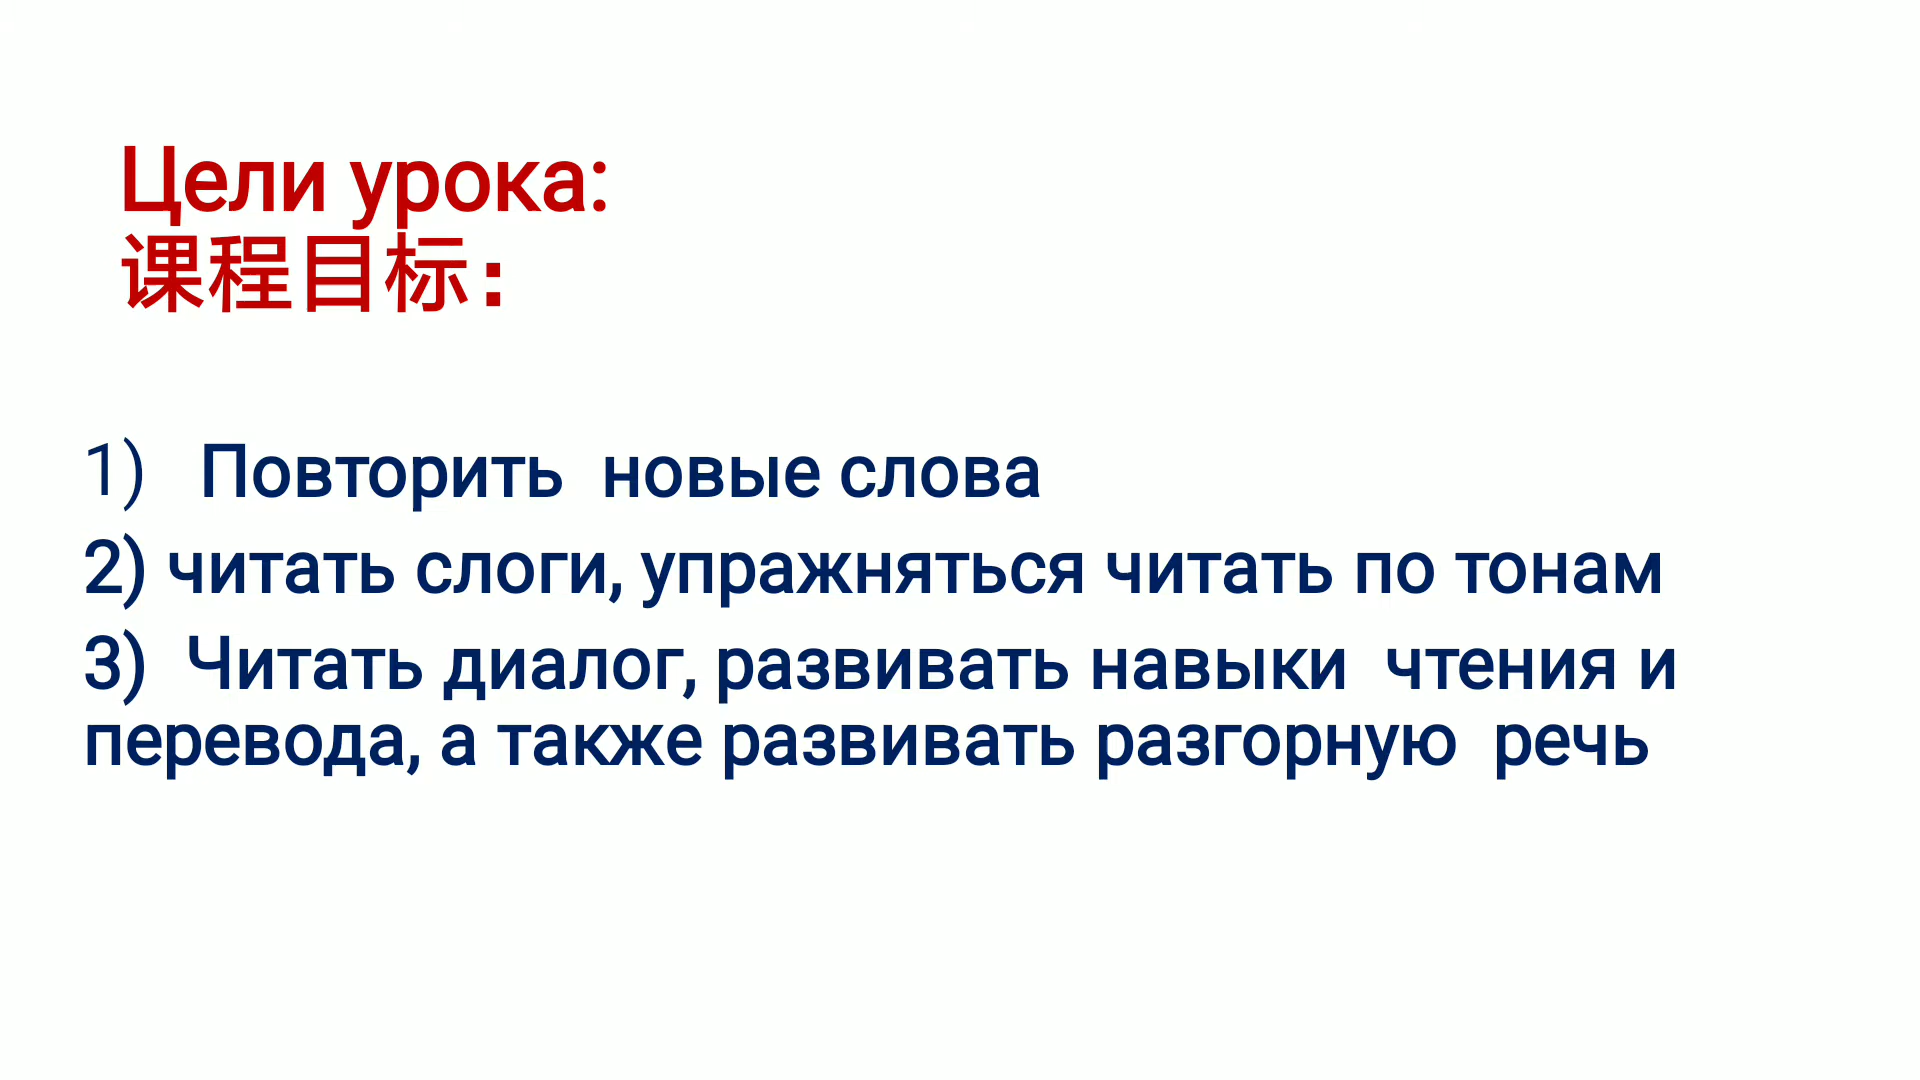 Цели урока:
课程目标：
1) Повторить новые слова
2) читать слоги, упражняться читать по тонам
3) Читать диалог, развивать навыки чтения и
перевода, а также развивать разгорную речь